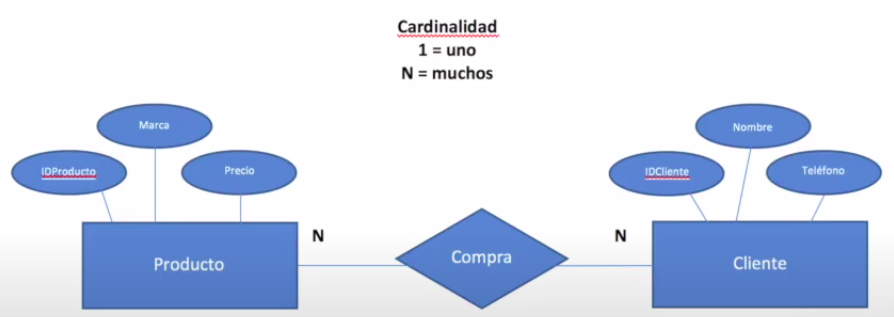 Cardinalidad
1 = uno
N = muchos
Marca
Nombre
IDProducto
Precio
IDCliente
Teléfono
N
N
Producto
Compra
Cliente